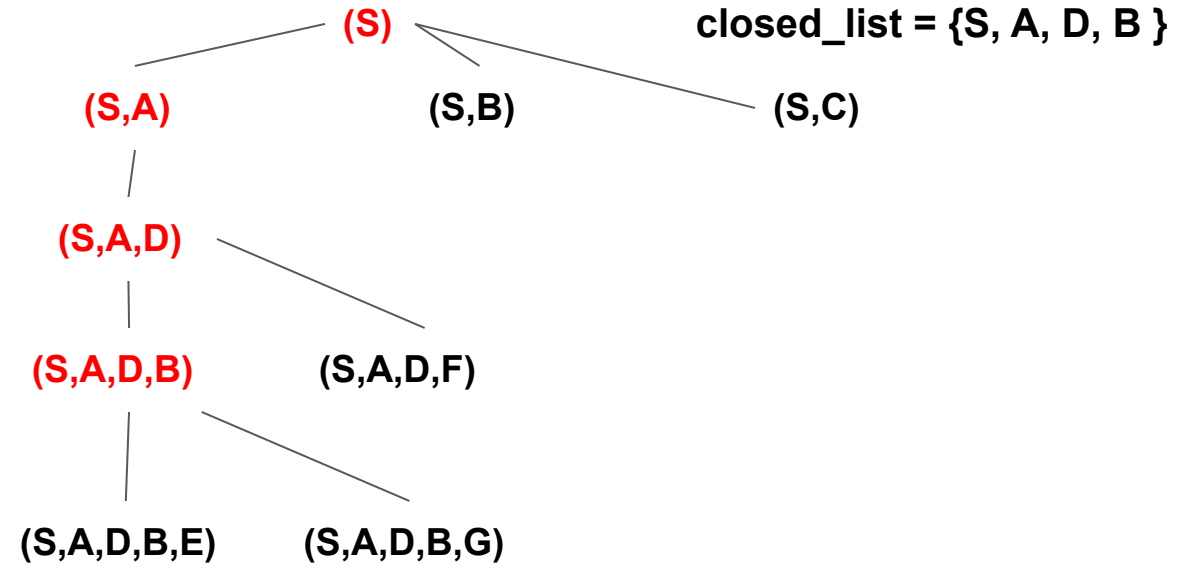 (S) closed_list = {S, A, D, B }
(S,A) (S,B) (S,C)
(S,A,D)
(S,A,D,B) (S,A,D,F)
(S,A,D,B,E) (S,A,D,B,G)